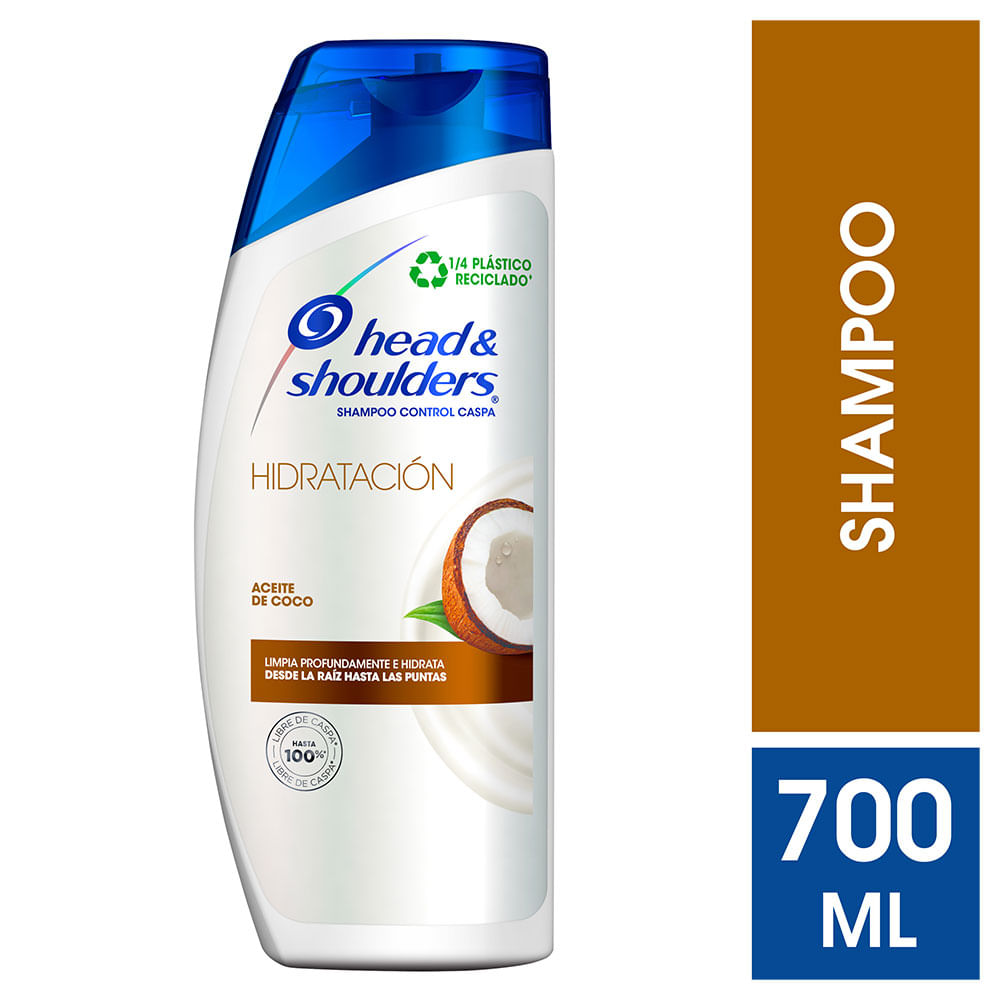 1/4 PLÁSTICO
RECICLADO*
head &
shoulders®
SHAMPOO CONTROL CASPA
HIDRATACIÓN
ACEITE
DE COCO
LIMPIA PROFUNDAMENTE E HIDRATA
DESDE LA RAÍZ HASTA LAS PUNTAS
LIBRE DE CASPA*
HASTA
100%*
LIBRE DE CASPA*
SHAMPOO
700
ML